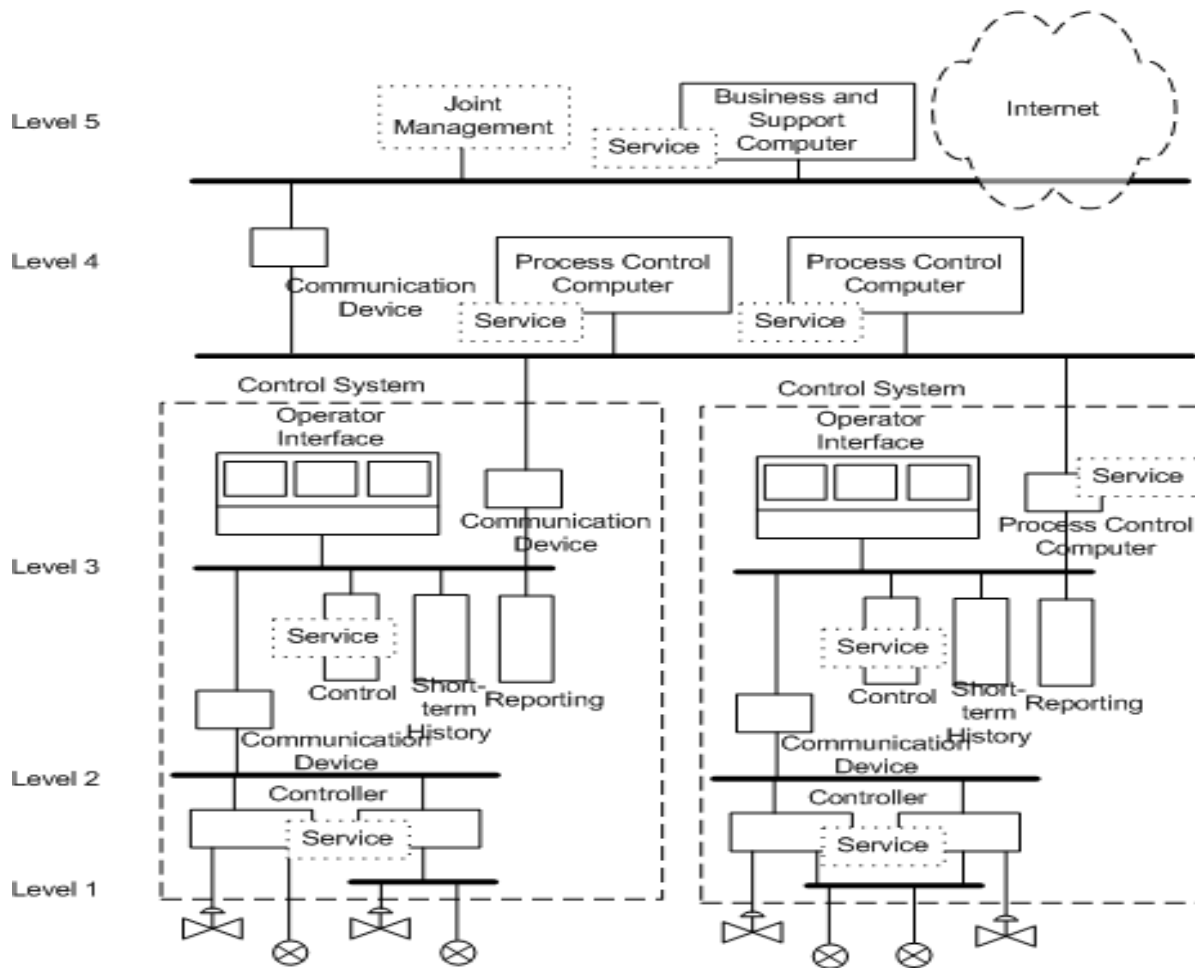 Level 5
Joint
Management
Service
Business and
Support
Computer
Internet
Level 4
Communication
Device
Process Control
Computer
Service
Process Control
Computer
Service
Control System
Operator
Interface
Communication
Device
Control System
Operator
Interface
Service
Process Control
Computer
Level 3
Service
Control
Short-
term
History
Reporting
Communication
Device
Service
Control
Short-
term
History
Reporting
Communication
Device
Level 2
Controller
Service
Controller
Service
Level 1